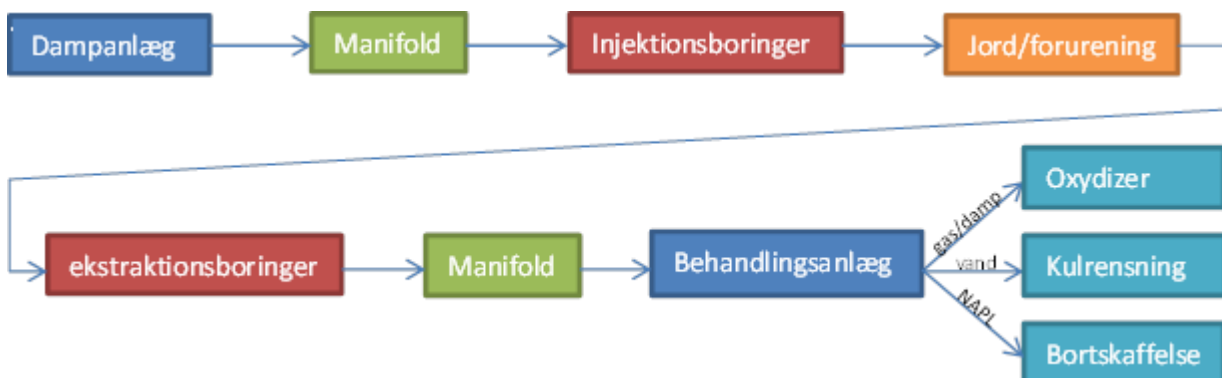 Dampanlæg
Manifold
Injektionsboringer
Jord/forurening
ekstraktionsboringer
Manifold
Behandlingsanlæg
gas/damp
vand
NAPL
Oxydizer
Kulrensning
Bortskaffelse